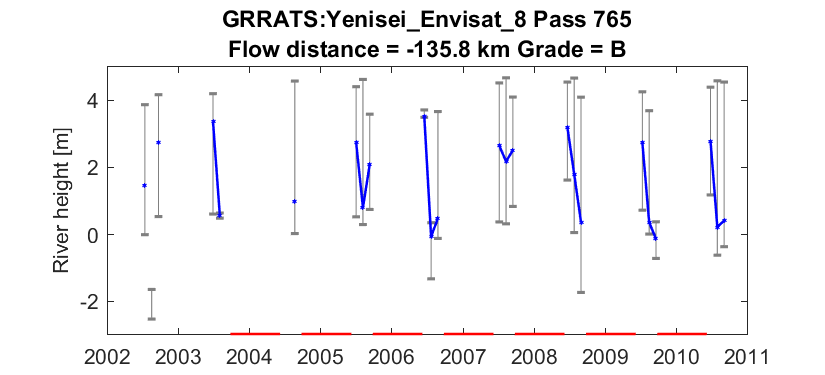 GRRATS:Yenisei_Envisat_8 Pass 765
Flow distance = -135.8 km Grade = B
River height [m]
4
2
0
-2
2002 2003 2004 2005 2006 2007 2008 2009 2010 2011